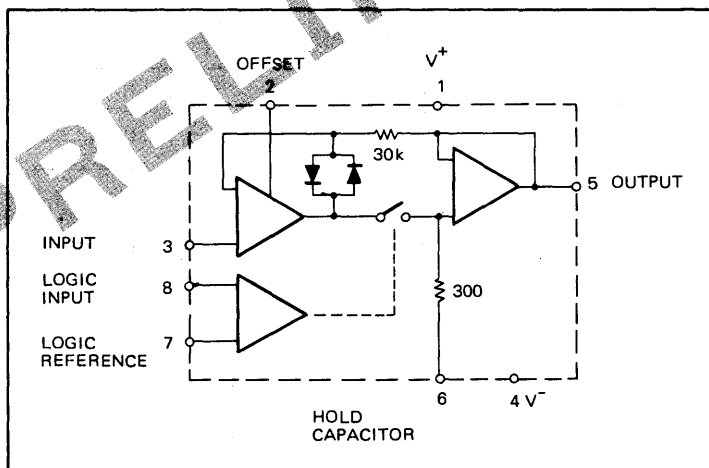 PRELI
OFFSET
2
V+
1
30k
5 OUTPUT
INPUT 3
LOGIC
INPUT
8
300
LOGIC
REFERENCE
7
6
4 V-
HOLD
CAPACITOR